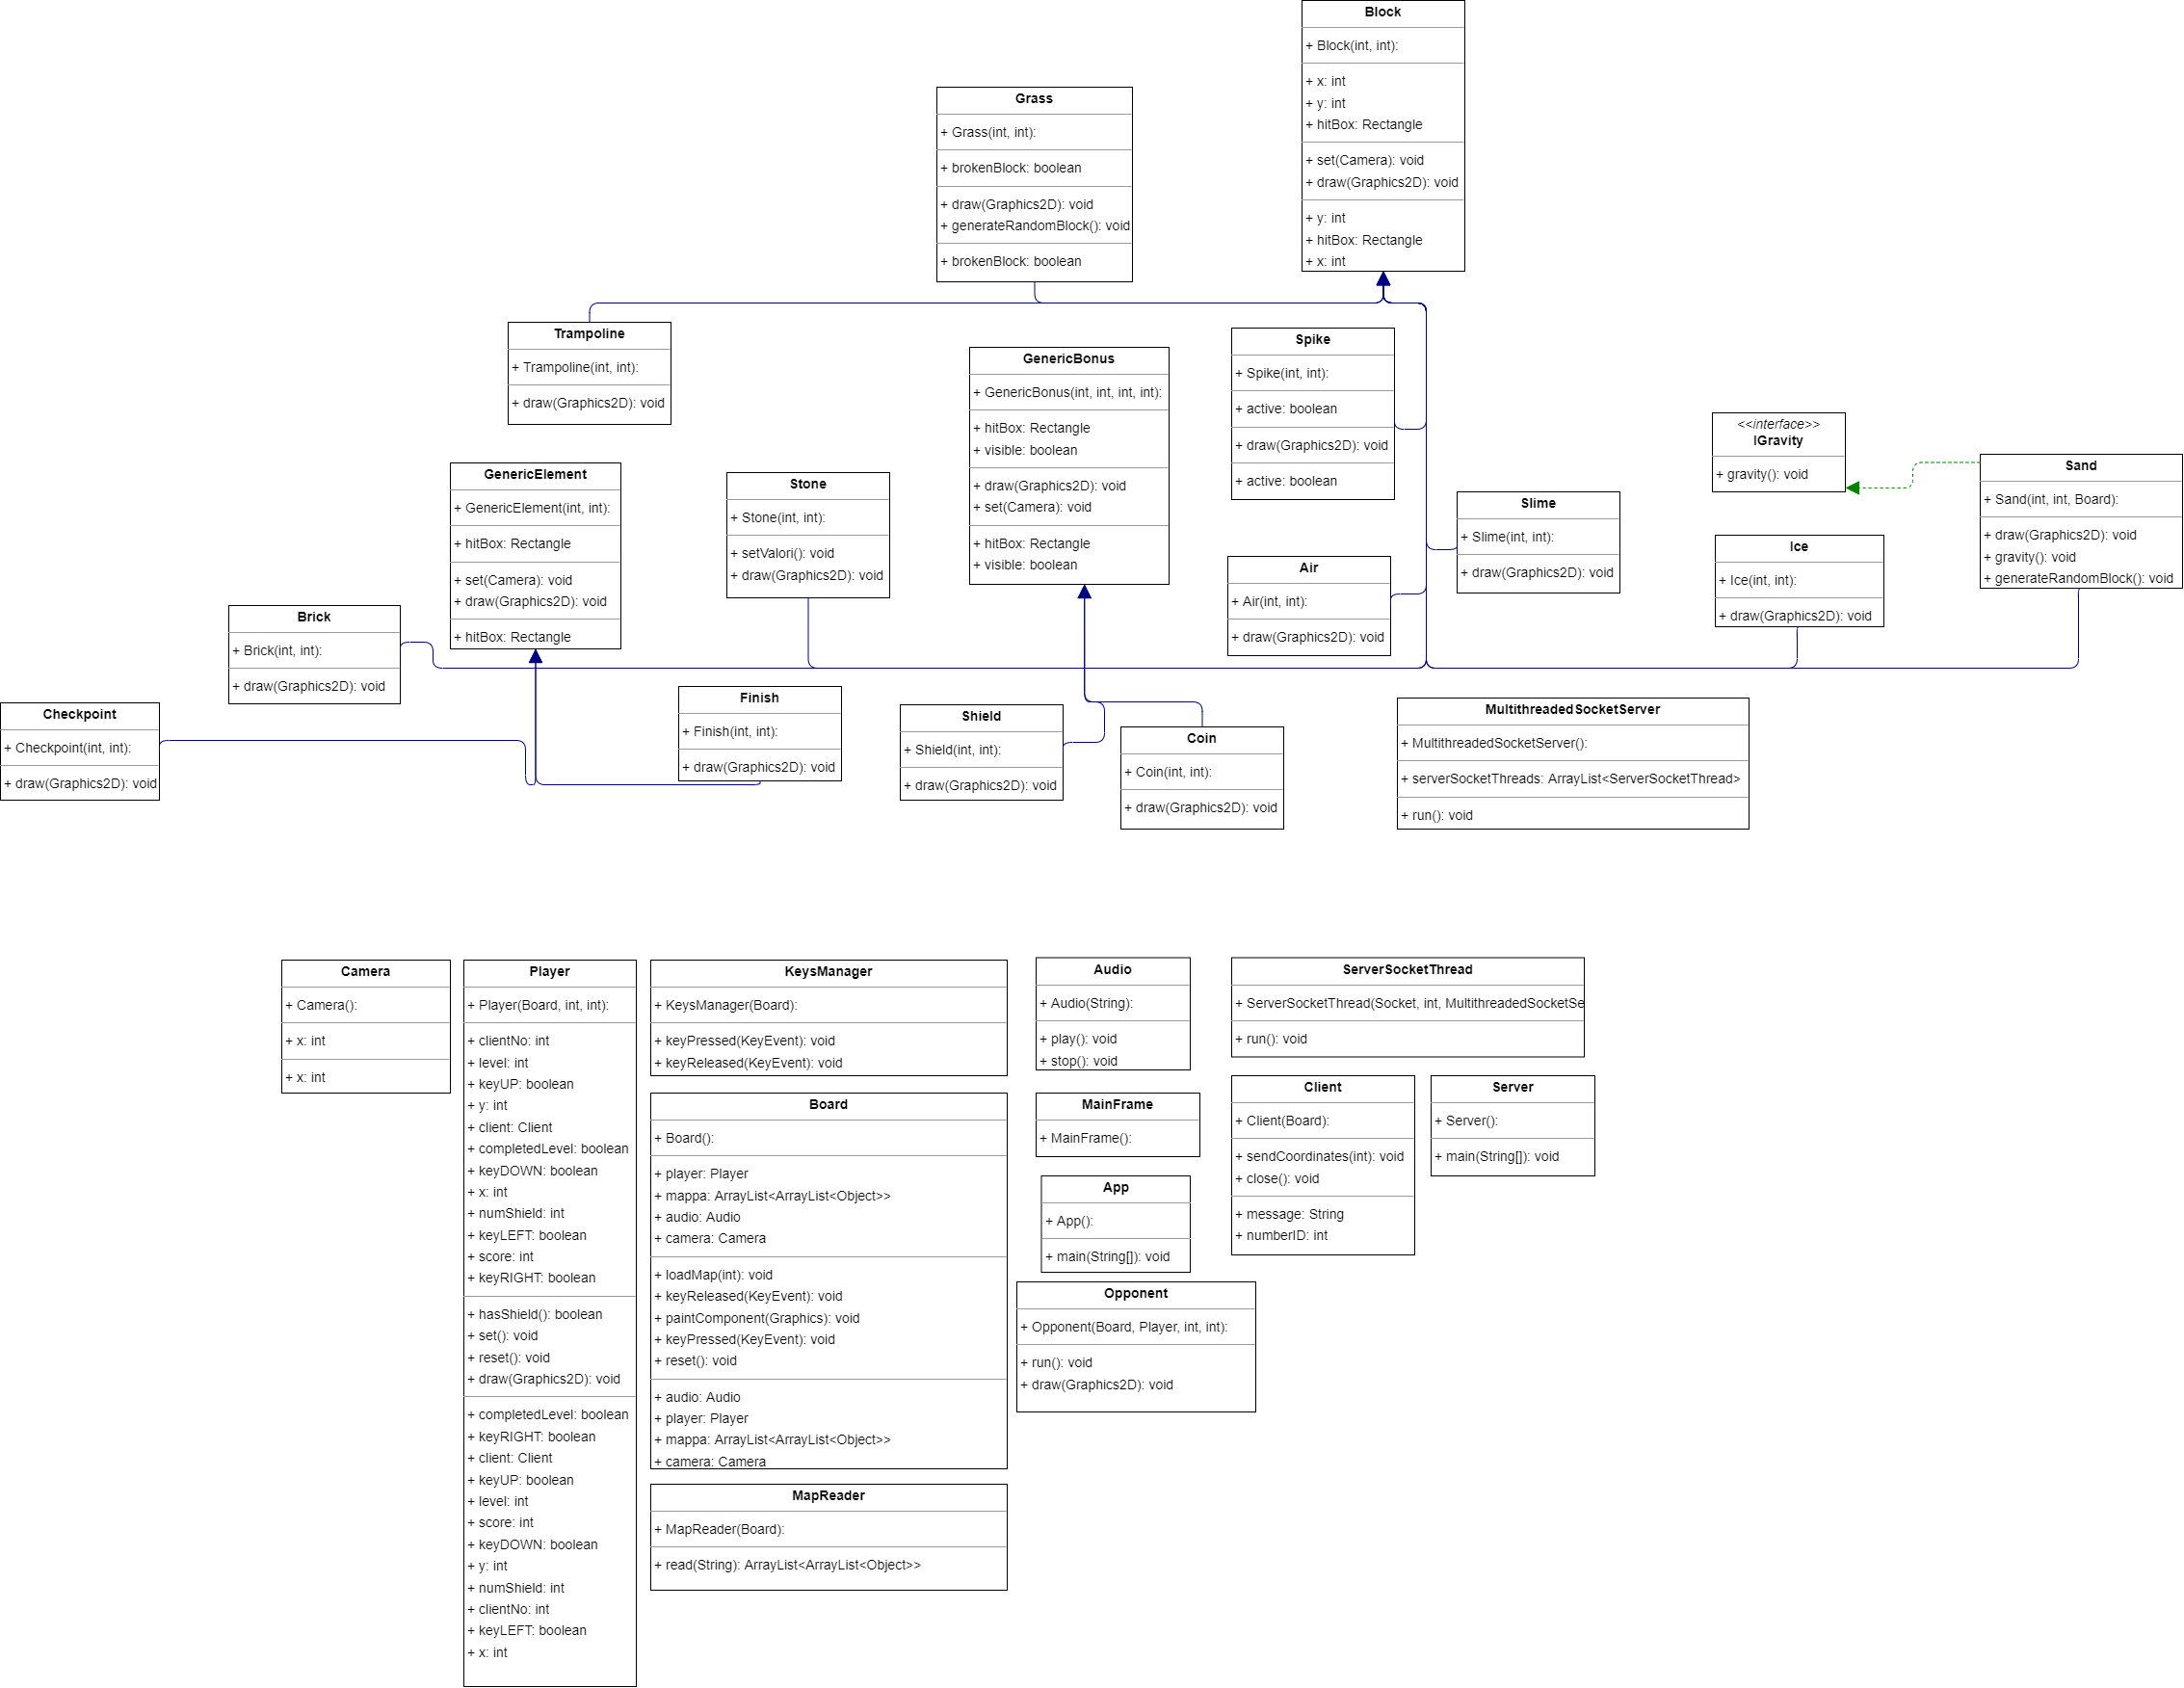 Block
+ Block(int, int):
+ x: int
+ y: int
+ hitBox: Rectangle
+ set(Camera): void
+ draw(Graphics2D): void
+ y: int
+ hitBox: Rectangle
+ x: int
Grass
+ Grass(int, int):
+ brokenBlock: boolean
+ draw(Graphics2D): void
+ generateRandomBlock(): void
+ brokenBlock: boolean
Trampoline
+ Trampoline(int, int):
+ draw(Graphics2D): void
GenericBonus
+ GenericBonus(int, int, int, int):
+ hitBox: Rectangle
+ visible: boolean
+ draw(Graphics2D): void
+ set(Camera): void
+ hitBox: Rectangle
+ visible: boolean
Spike
+ Spike(int, int):
+ active: boolean
+ draw(Graphics2D): void
+ active: boolean
<<interface>>
IGravity
+ gravity(): void
Sand
+ Sand(int, int, Board):
+ draw(Graphics2D): void
+ gravity(): void
+ generateRandomBlock(): void
GenericElement
+ GenericElement(int, int):
+ hitBox: Rectangle
+ set(Camera): void
+ draw(Graphics2D): void
+ hitBox: Rectangle
Stone
+ Stone(int, int):
+ setValori(): void
+ draw(Graphics2D): void
Slime
+ Slime(int, int):
+ draw(Graphics2D): void
Ice
+ Ice(int, int):
+ draw(Graphics2D): void
Air
+ Air(int, int):
+ draw(Graphics2D): void
Brick
+ Brick(int, int):
+ draw(Graphics2D): void
Checkpoint
+ Checkpoint(int, int):
+ draw(Graphics2D): void
Finish
+ Finish(int, int):
+ draw(Graphics2D): void
Shield
+ Shield(int, int):
+ draw(Graphics2D): void
Coin
+ Coin(int, int):
+ draw(Graphics2D): void
MultithreadedSocketServer
+ MultithreadedSocketServer():
+ serverSocketThreads: ArrayList<ServerSocketThread>
+ run(): void
Camera
+ Camera():
+ x: int
+ x: int
Player
+ Player(Board, int, int):
+ clientNo: int
+ level: int
+ keyUP: boolean
+ y: int
+ client: Client
+ completedLevel: boolean
+ keyDOWN: boolean
+ x: int
+ numShield: int
+ keyLEFT: boolean
+ score: int
+ keyRIGHT: boolean
+ hasShield(): boolean
+ set(): void
+ reset(): void
+ draw(Graphics2D): void
+ completedLevel: boolean
+ keyRIGHT: boolean
+ client: Client
+ keyUP: boolean
+ level: int
+ score: int
+ keyDOWN: boolean
+ y: int
+ numShield: int
+ clientNo: int
+ keyLEFT: boolean
+ x: int
KeysManager
+ KeysManager(Board):
+ keyPressed(KeyEvent): void
+ keyReleased(KeyEvent): void
Board
+ Board():
+ player: Player
+ mappa: ArrayList<ArrayList<Object>>
+ audio: Audio
+ camera: Camera
+ loadMap(int): void
+ keyReleased(KeyEvent): void
+ paintComponent(Graphics): void
+ keyPressed(KeyEvent): void
+ reset(): void
+ audio: Audio
+ player: Player
+ mappa: ArrayList<ArrayList<Object>>
+ camera: Camera
MapReader
+ MapReader(Board):
+ read(String): ArrayList<ArrayList<Object>>
Audio
+ Audio(String):
+ play(): void
+ stop(): void
MainFrame
+ MainFrame():
App
+ App():
+ main(String[]): void
Opponent
+ Opponent(Board, Player, int, int):
+ run(): void
+ draw(Graphics2D): void
ServerSocketThread
+ ServerSocketThread(Socket, int, MultithreadedSocketSe
+ run(): void
Client
+ Client(Board):
+ sendCoordinates(int): void
+ close(): void
+ message: String
+ numberID: int
Server
+ Server():
+ main(String[]): void